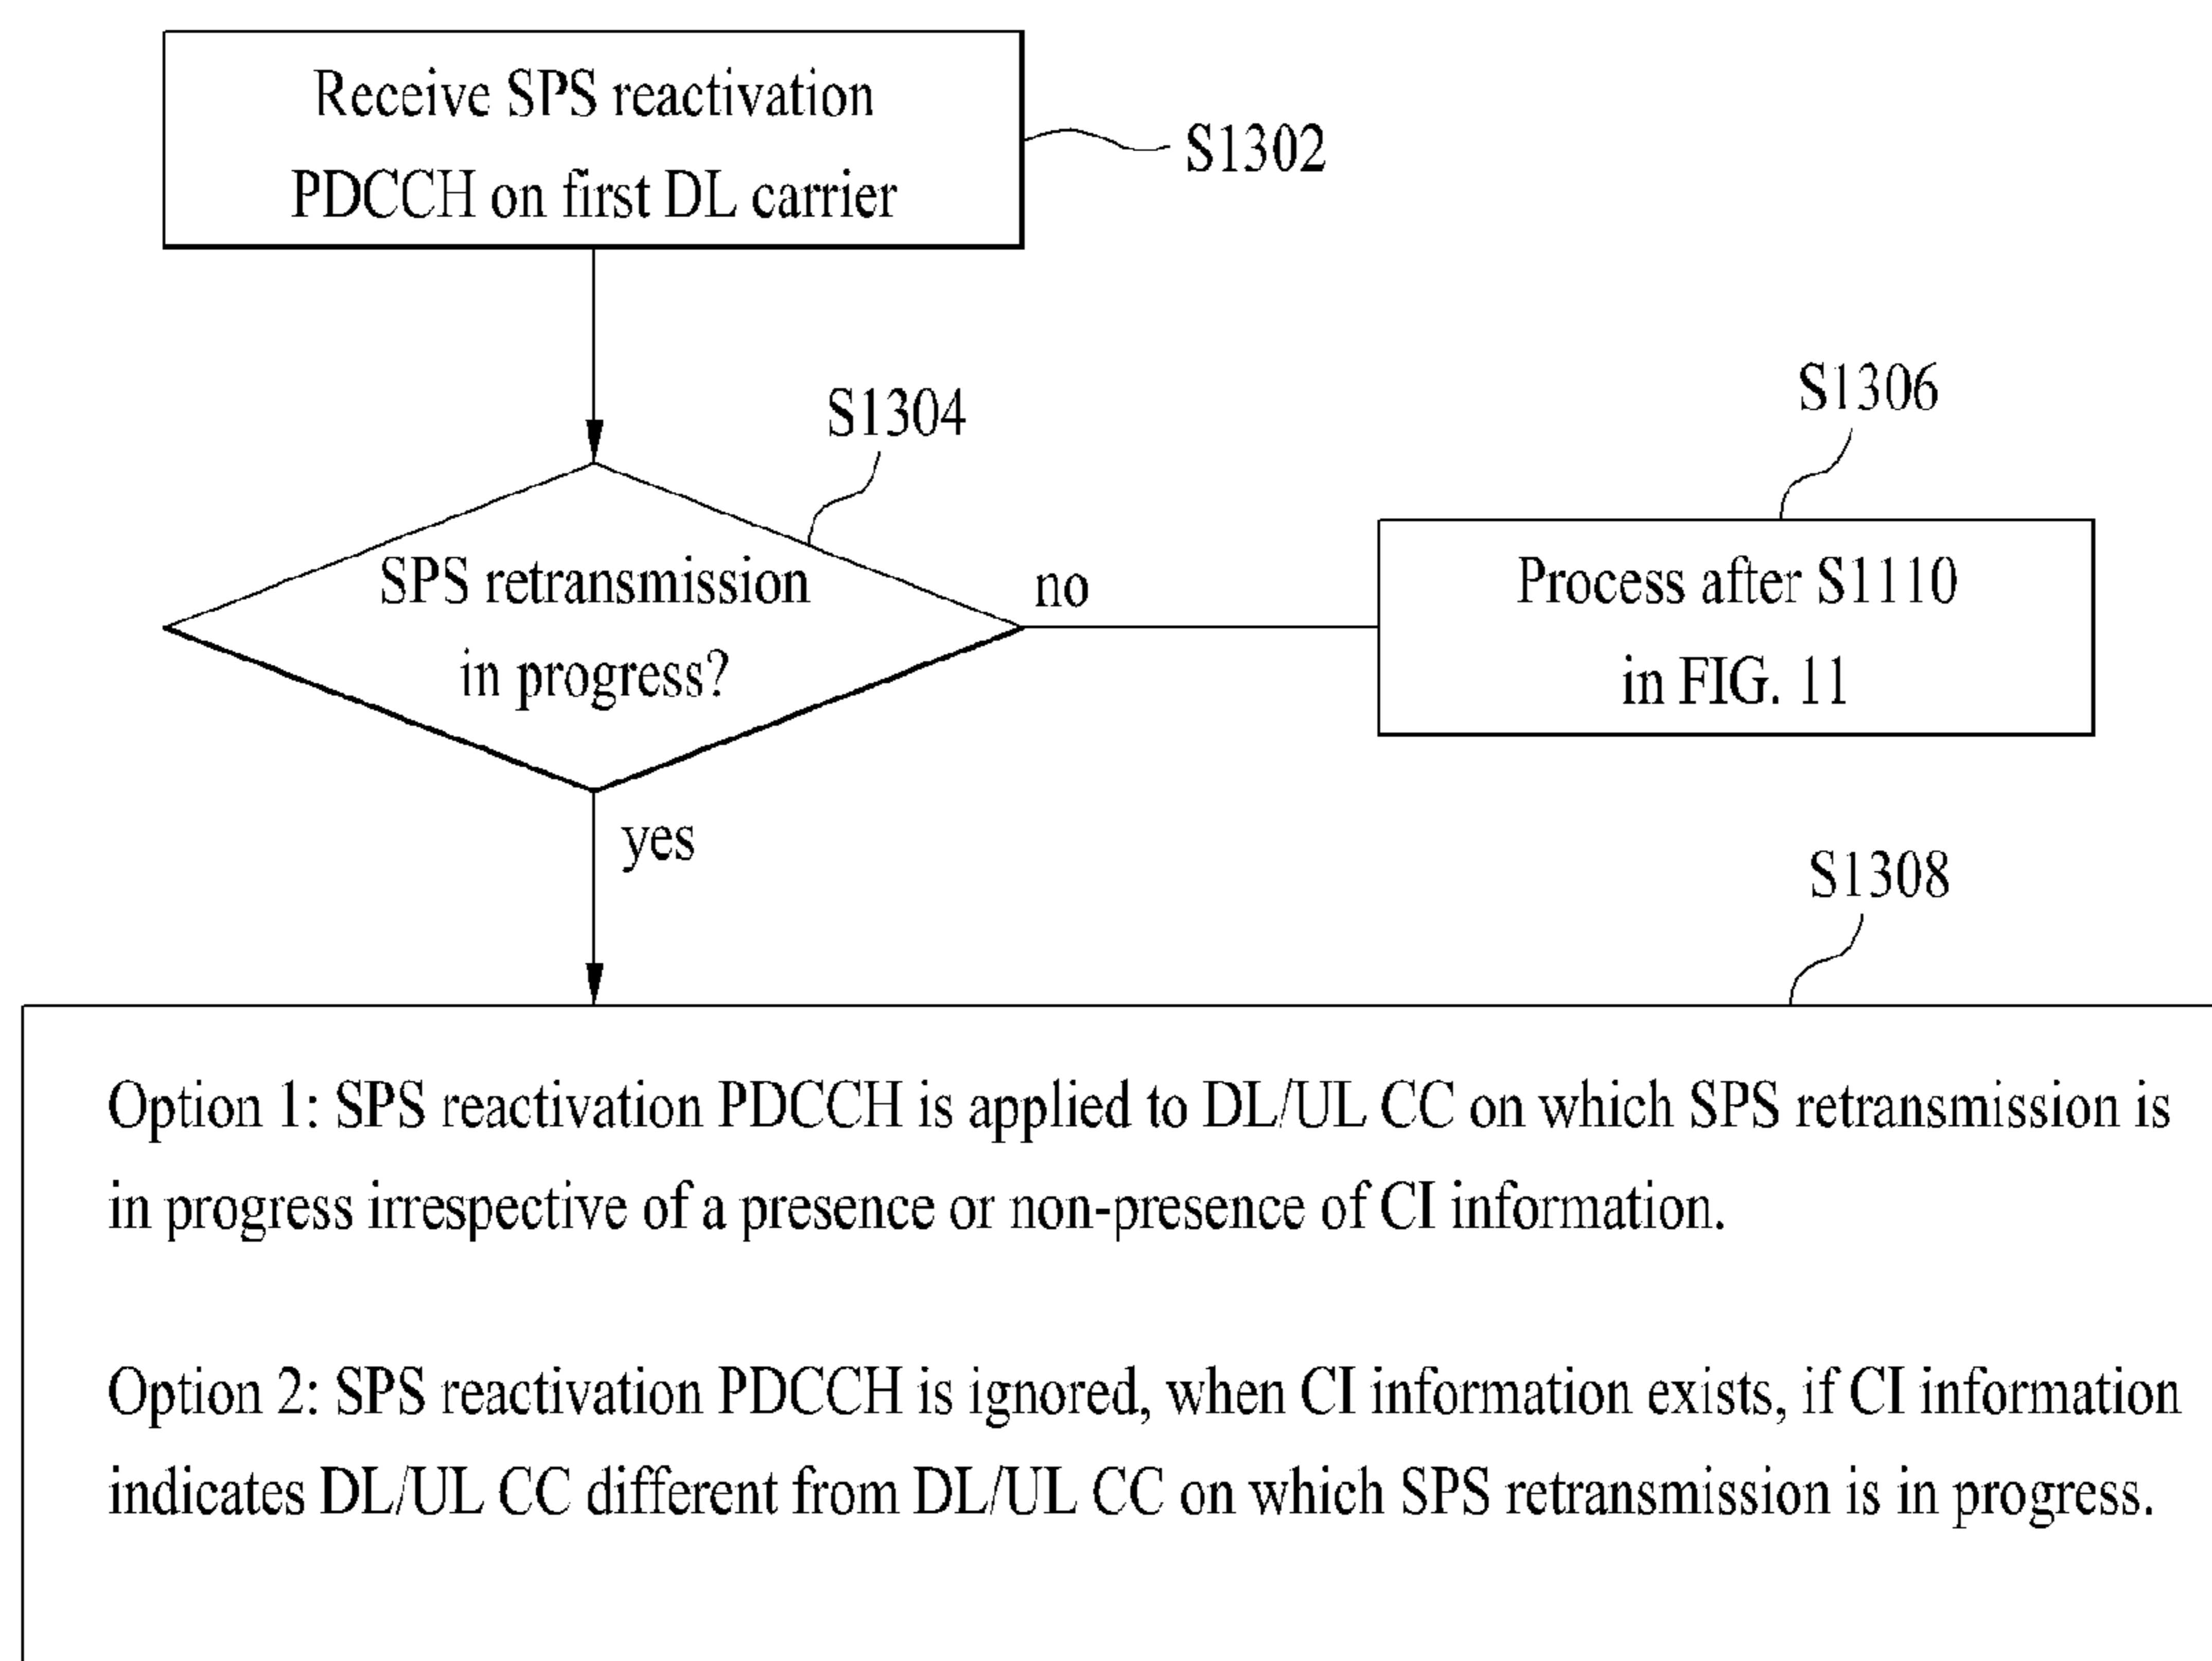 Receive SPS reactivation
PDCCH on first DL carrier
S1302
S1304
SPS retransmission
in progress?
no
S1306
Process after S1110
in FIG. 11
yes
S1308
Option 1: SPS reactivation PDCCH is applied to DL/UL CC on which SPS retransmission is
in progress irrespective of a presence or non-presence of CI information.
Option 2: SPS reactivation PDCCH is ignored, when CI information exists, if CI information
indicates DL/UL CC different from DL/UL CC on which SPS retransmission is in progress.